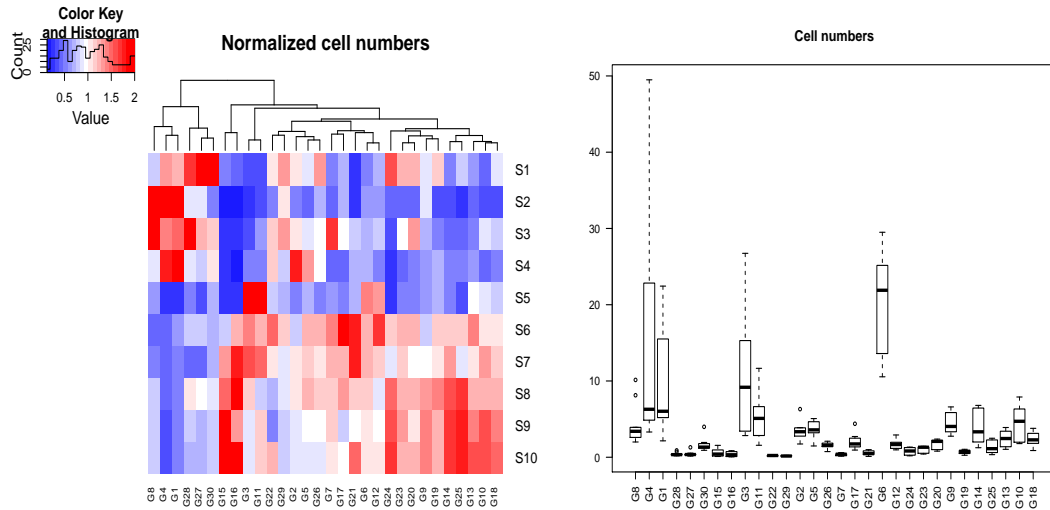 Color Key
and Histogram
Count
0 25
0.5 1 1.5 2
Value
Normalized cell numbers
S1
S2
S3
S4
S5
S6
S7
S8
S9
S10
G8 G4 G1 G28 G27 G30 G15 G16 G3 G11 G22 G29 G2 G5 G26 G7 G17 G21 G6 G12 G24 G23 G20 G9 G19 G14 G25 G13 G10 G18
Cell numbers
50
40
30
20
10
0
G8 G4 G1 G28 G27 G30 G15 G16 G3 G11 G22 G29 G2 G5 G26 G7 G17 G21 G6 G12 G24 G23 G20 G9 G19 G14 G25 G13 G10 G18